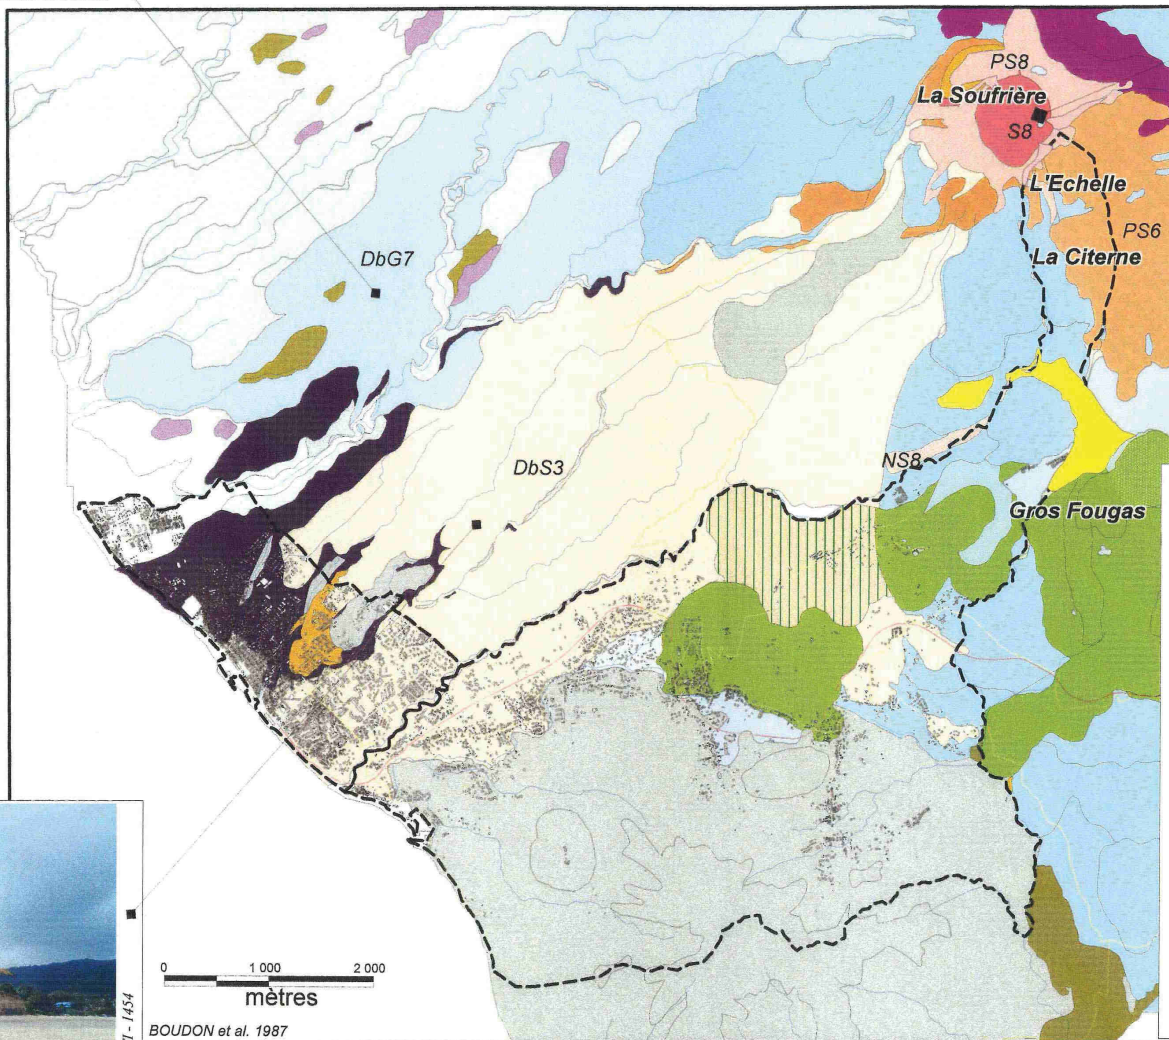 PS8
La Soufrière
S8
L'Echelle
PS6
La Citerne
DbG7
DbS3
NS8
Gros Fougas
0 1 000 2 000
mètres
BOUDON et al. 1987